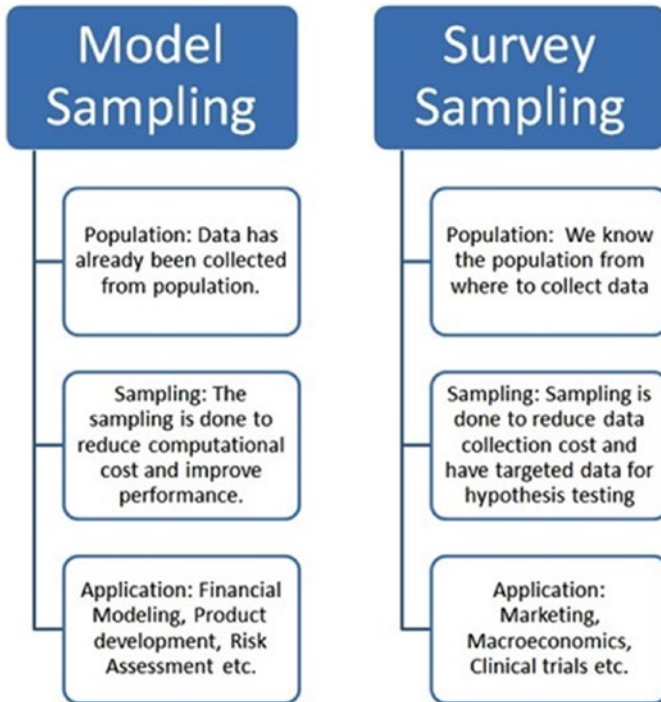 Model
Sampling
Population: Data has
already been collected
from population.
Sampling: The
sampling is done to
reduce computational
cost and improve
performance.
Application: Financial
Modeling, Product
development, Risk
Assessment etc.
Survey
Sampling
Population:  We know
the population from
where to collect data
Sampling: Sampling is
done to reduce data
collection cost and
have targeted data for
hypothesis testing
Application:
Marketing,
Macroeconomics,
Clinical trials etc.